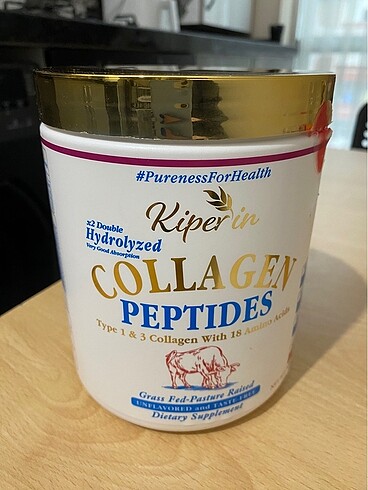 #PurenessForHealth
Kiperin
x2 Double
Hydrolyzed
Very Good Absorption
COLLAGEN
PEPTIDES
Type 1 & 3 Collagen With 18 Amino Acids
Grass Fed-Pasture Raised
UNFLAVORED and TASTE FREE
Dietary Supplement